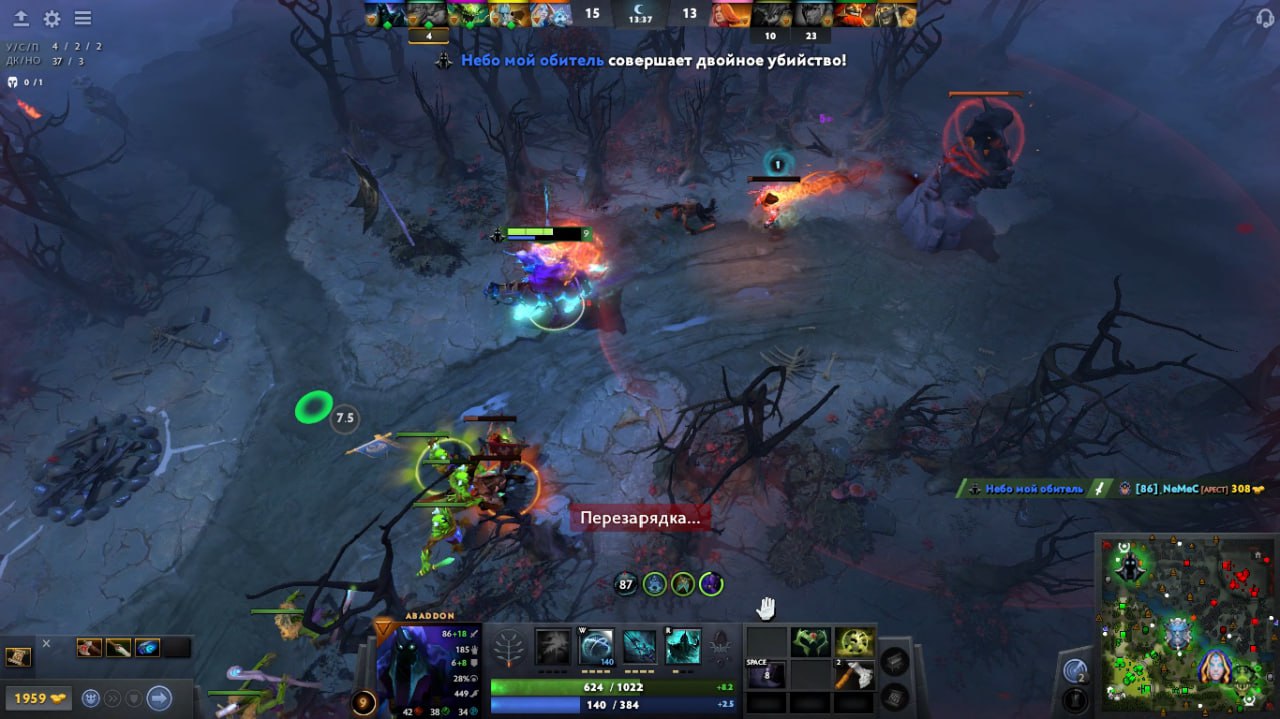 15
13:37
13
У/С/П 4 / 2 / 2
ДК/НО 37 / 3
0 / 1
4
10
23
Небо мой обитель совершает двойное убийство!
1
9
7.5
Небо мой обитель [86]_NeMeC [АРЕСТ] 308
Перезарядка...
87
ABADDON
86+18
185
6+8
28%
449
42
38
34
9
W
140
R
624 / 1022
+8.2
140 / 384
+2.5
SPACE
8
2
1959
2